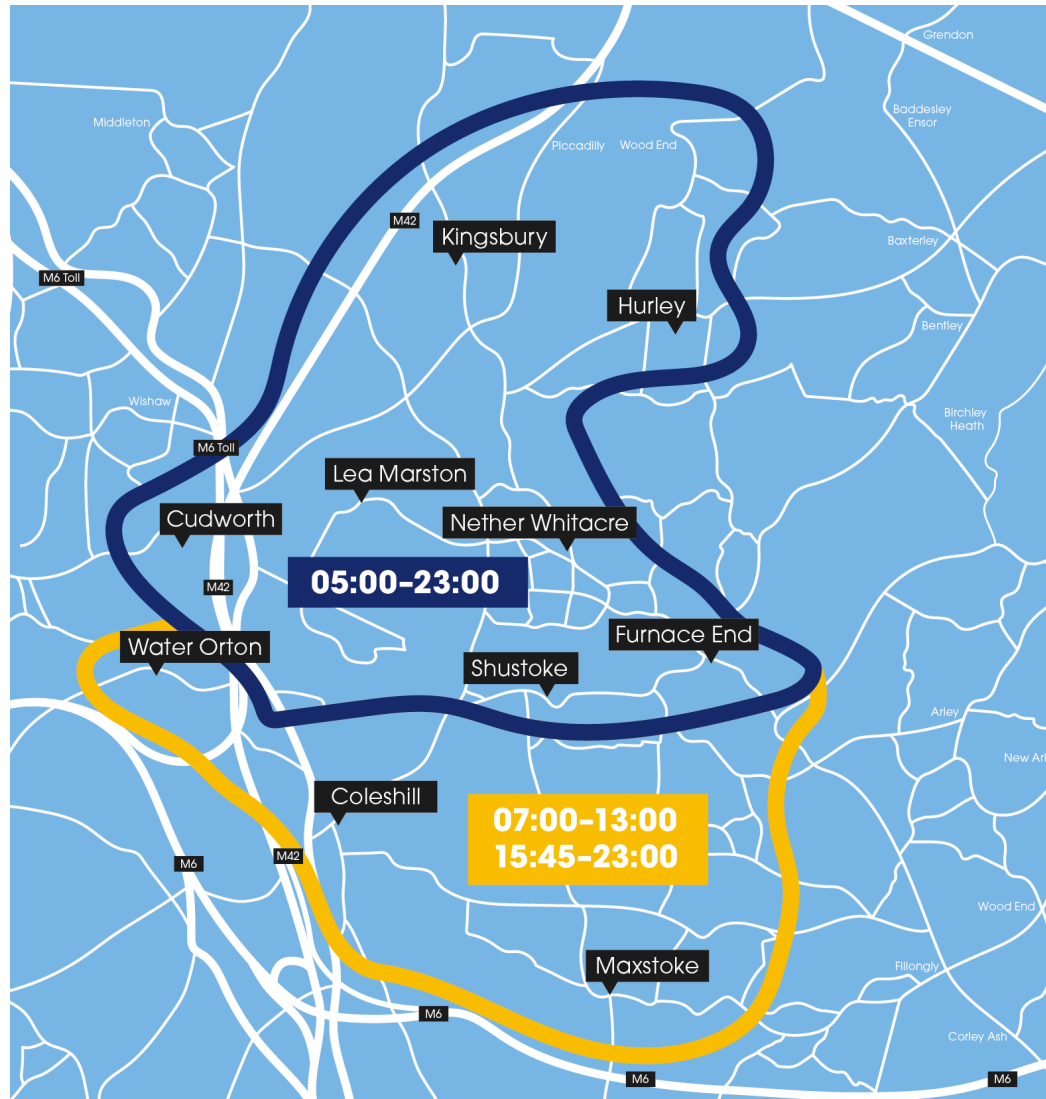 Grendon
Baddesley
Ensor
Middleton
Piccadilly
Wood End
M42
Kingsbury
Baxterley
M6 Toll
Hurley
Bentley
Wishaw
Birchley
Heath
M6 Toll
Lea Marston
Cudworth
Nether Whitacre
05:00–23:00
M42
Furnace End
Water Orton
Shustoke
Arley
New Arl
Coleshill
07:00–13:00
15:45–23:00
M42
M6
Wood End
Maxstoke
Fillongly
M6
Corley Ash
M6
M6